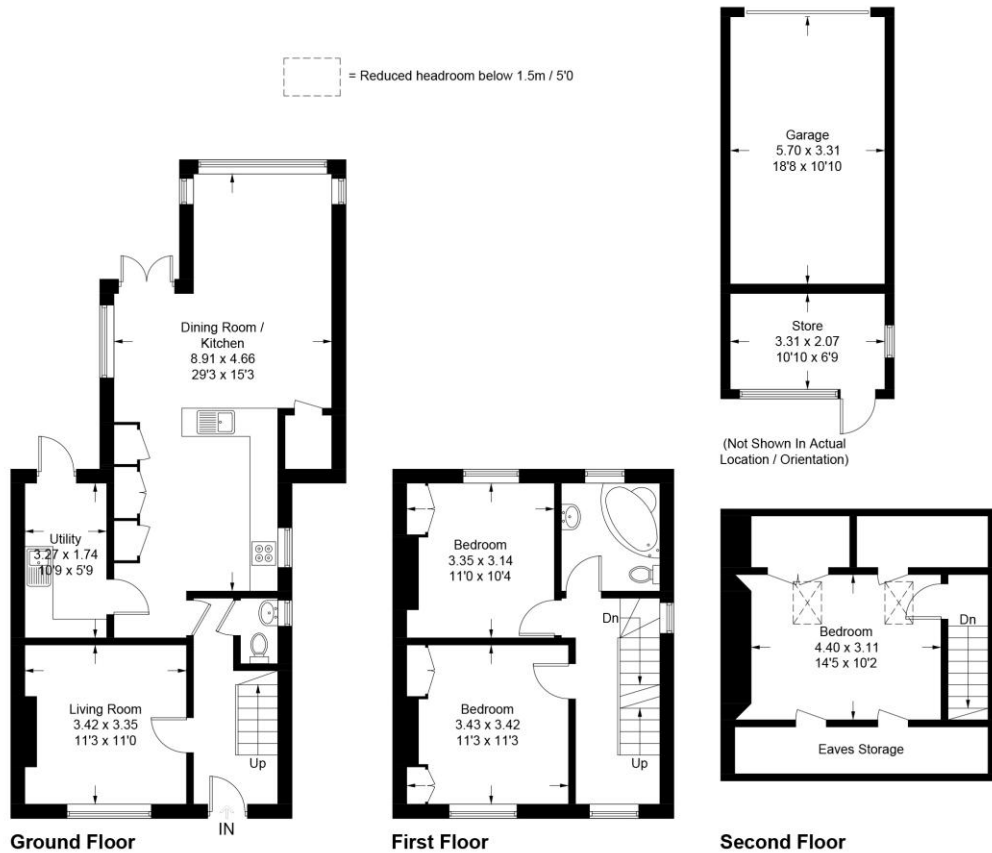 = Reduced headroom below 1.5m / 5'0
Garage
5.70 x 3.31
18'8 x 10'10
Store
3.31 x 2.07
10'10 x 6'9
(Not Shown In Actual
Location / Orientation)
Dining Room /
Kitchen
8.91 x 4.66
29'3 x 15'3
Utility
3.27 x 1.74
10'9 x 5'9
Living Room
3.42 x 3.35
11'3 x 11'0
Up
IN
Ground Floor
Bedroom
3.35 x 3.14
11'0 x 10'4
Dn
Bedroom
3.43 x 3.42
11'3 x 11'3
Up
First Floor
Bedroom
4.40 x 3.11
14'5 x 10'2
Dn
Eaves Storage
Second Floor